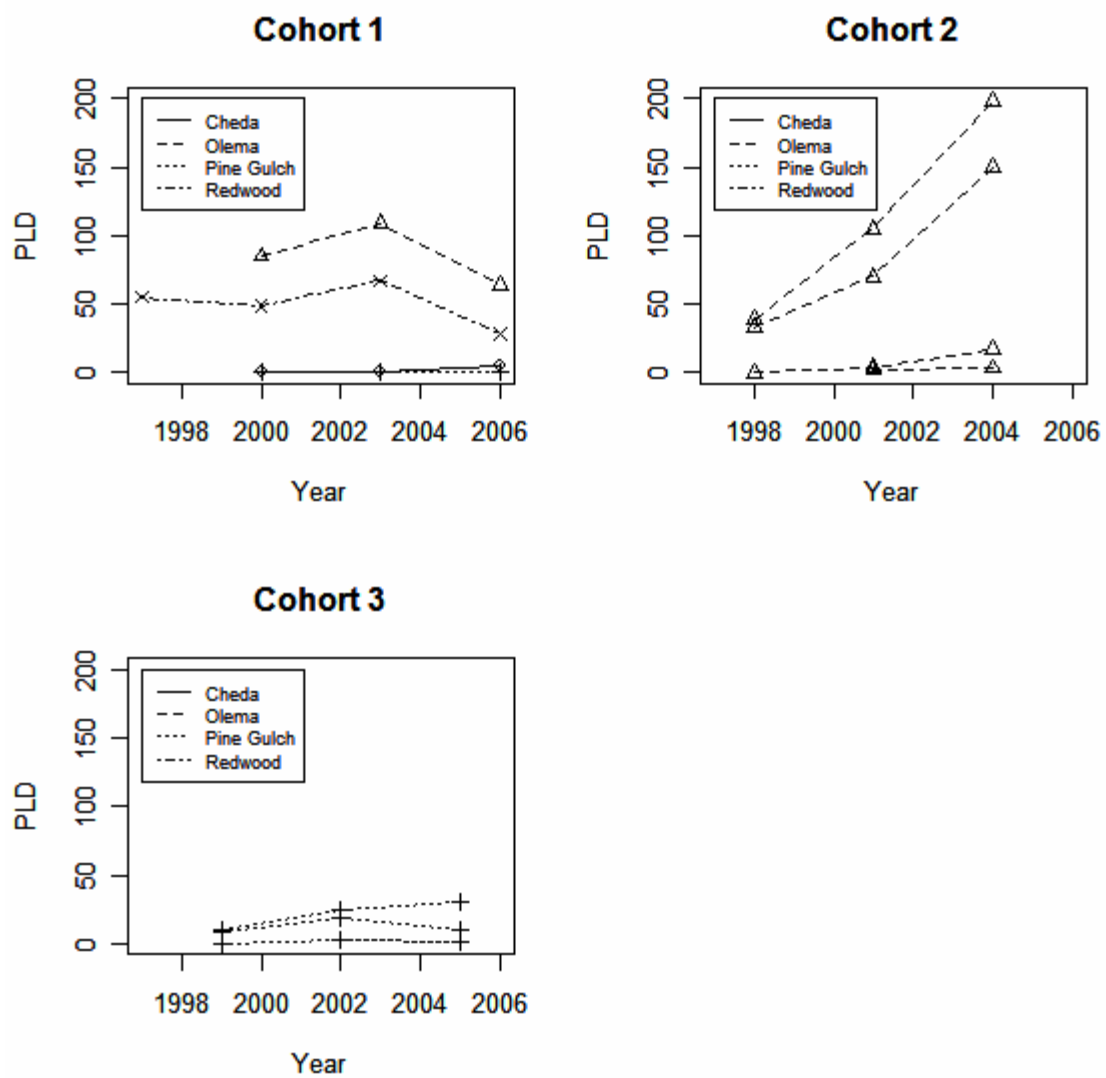 Cohort 1
PLD
200
150
100
50
0
Cheda
Olema
Pine Gulch
Redwood
1998 2000 2002 2004 2006
Year
Cohort 2
PLD
200
150
100
50
0
Cheda
Olema
Pine Gulch
Redwood
1998 2000 2002 2004 2006
Year
Cohort 3
PLD
200
150
100
50
0
Cheda
Olema
Pine Gulch
Redwood
1998 2000 2002 2004 2006
Year